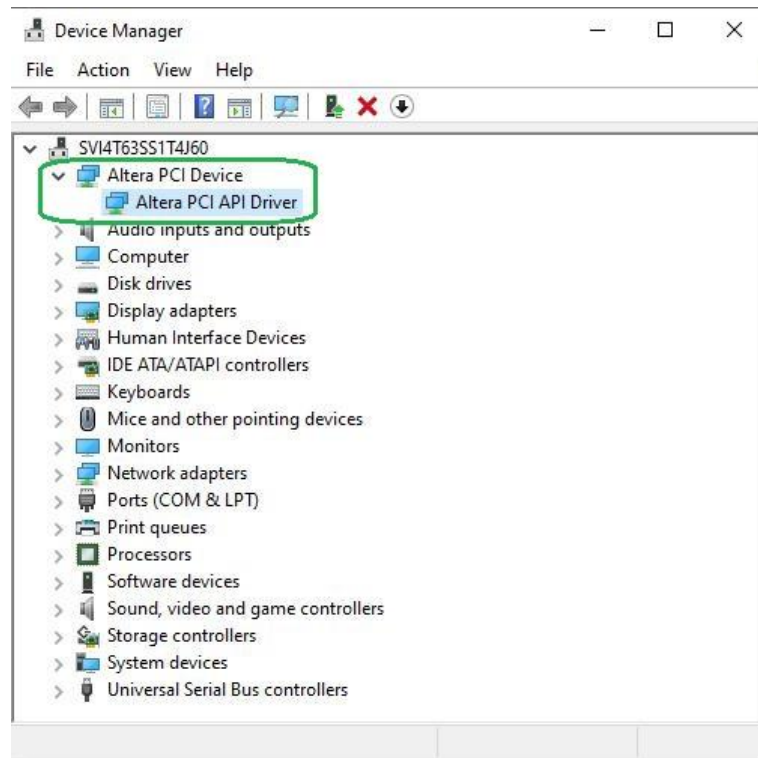 Device Manager
File Action View Help
SVI4T63SS1T4J60
Altera PCI Device
Altera PCI API Driver
Audio inputs and outputs
Computer
Disk drives
Display adapters
Human Interface Devices
IDE ATA/ATAPI controllers
Keyboards
Mice and other pointing devices
Monitors
Network adapters
Ports (COM & LPT)
Print queues
Processors
Software devices
Sound, video and game controllers
Storage controllers
System devices
Universal Serial Bus controllers